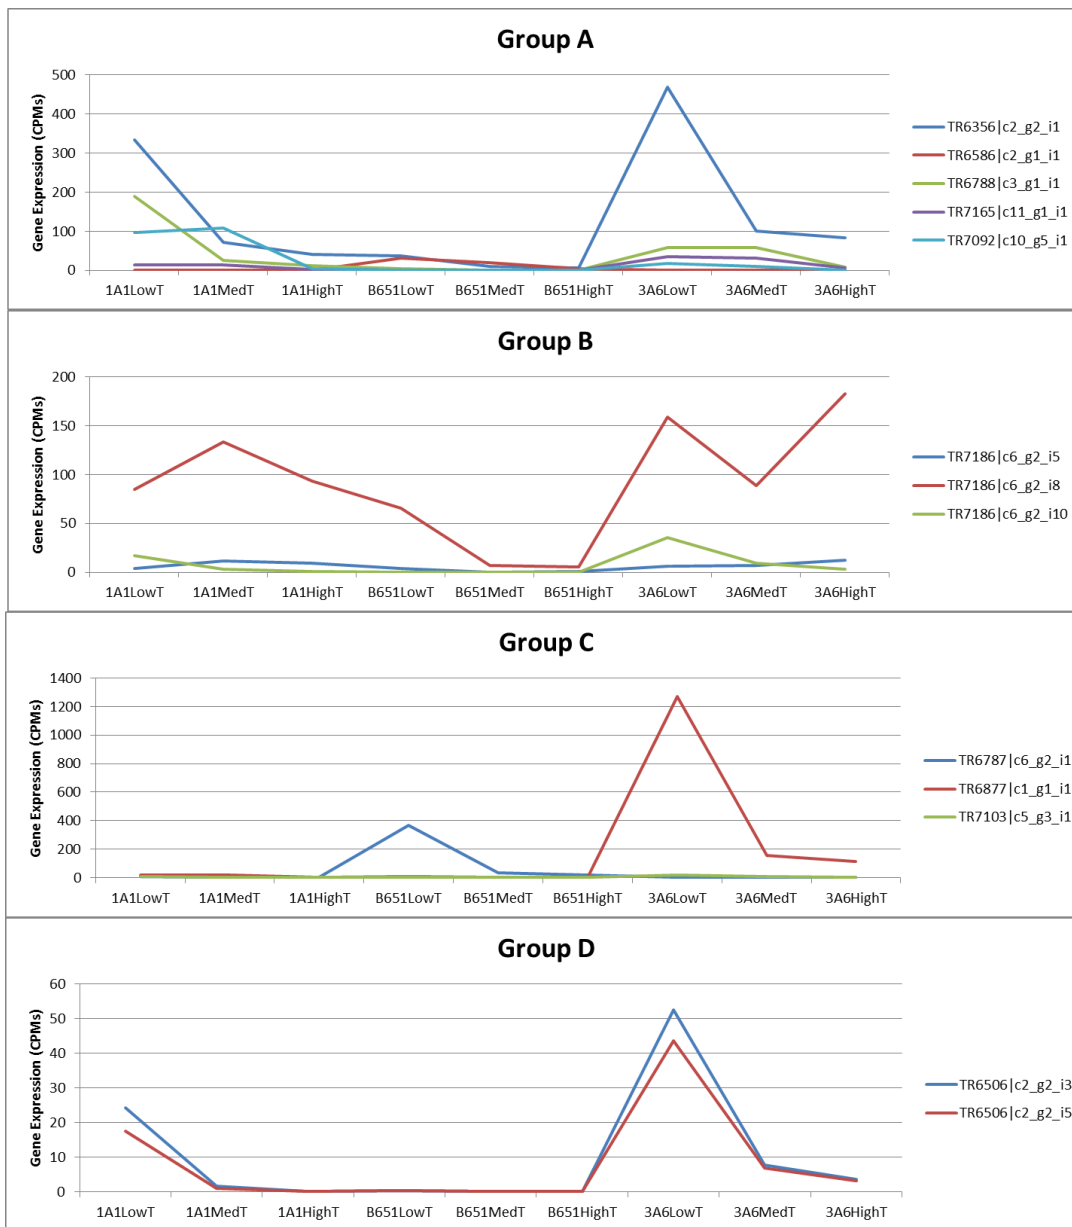 Group A
Gene Expression (CPMs)
500
400
300
200
100
0
1A1LowT 1A1MedT 1A1HighT B651LowT B651MedT B651HighT 3A6LowT 3A6MedT 3A6HighT
TR6356|c2_g2_i1
TR6586|c2_g1_i1
TR6788|c3_g1_i1
TR7165|c11_g1_i1
TR7092|c10_g5_i1
Group B
Gene Expression (CPMs)
200
150
100
50
0
1A1LowT 1A1MedT 1A1HighT B651LowT B651MedT B651HighT 3A6LowT 3A6MedT 3A6HighT
TR7186|c6_g2_i5
TR7186|c6_g2_i8
TR7186|c6_g2_i10
Group C
Gene Expression (CPMs)
1400
1200
1000
800
600
400
200
0
1A1LowT 1A1MedT 1A1HighT B651LowT B651MedT B651HighT 3A6LowT 3A6MedT 3A6HighT
TR6787|c6_g2_i1
TR6877|c1_g1_i1
TR7103|c5_g3_i1
Group D
Gene Expression (CPMs)
60
50
40
30
20
10
0
1A1LowT 1A1MedT 1A1HighT B651LowT B651MedT B651HighT 3A6LowT 3A6MedT 3A6HighT
TR6506|c2_g2_i3
TR6506|c2_g2_i5